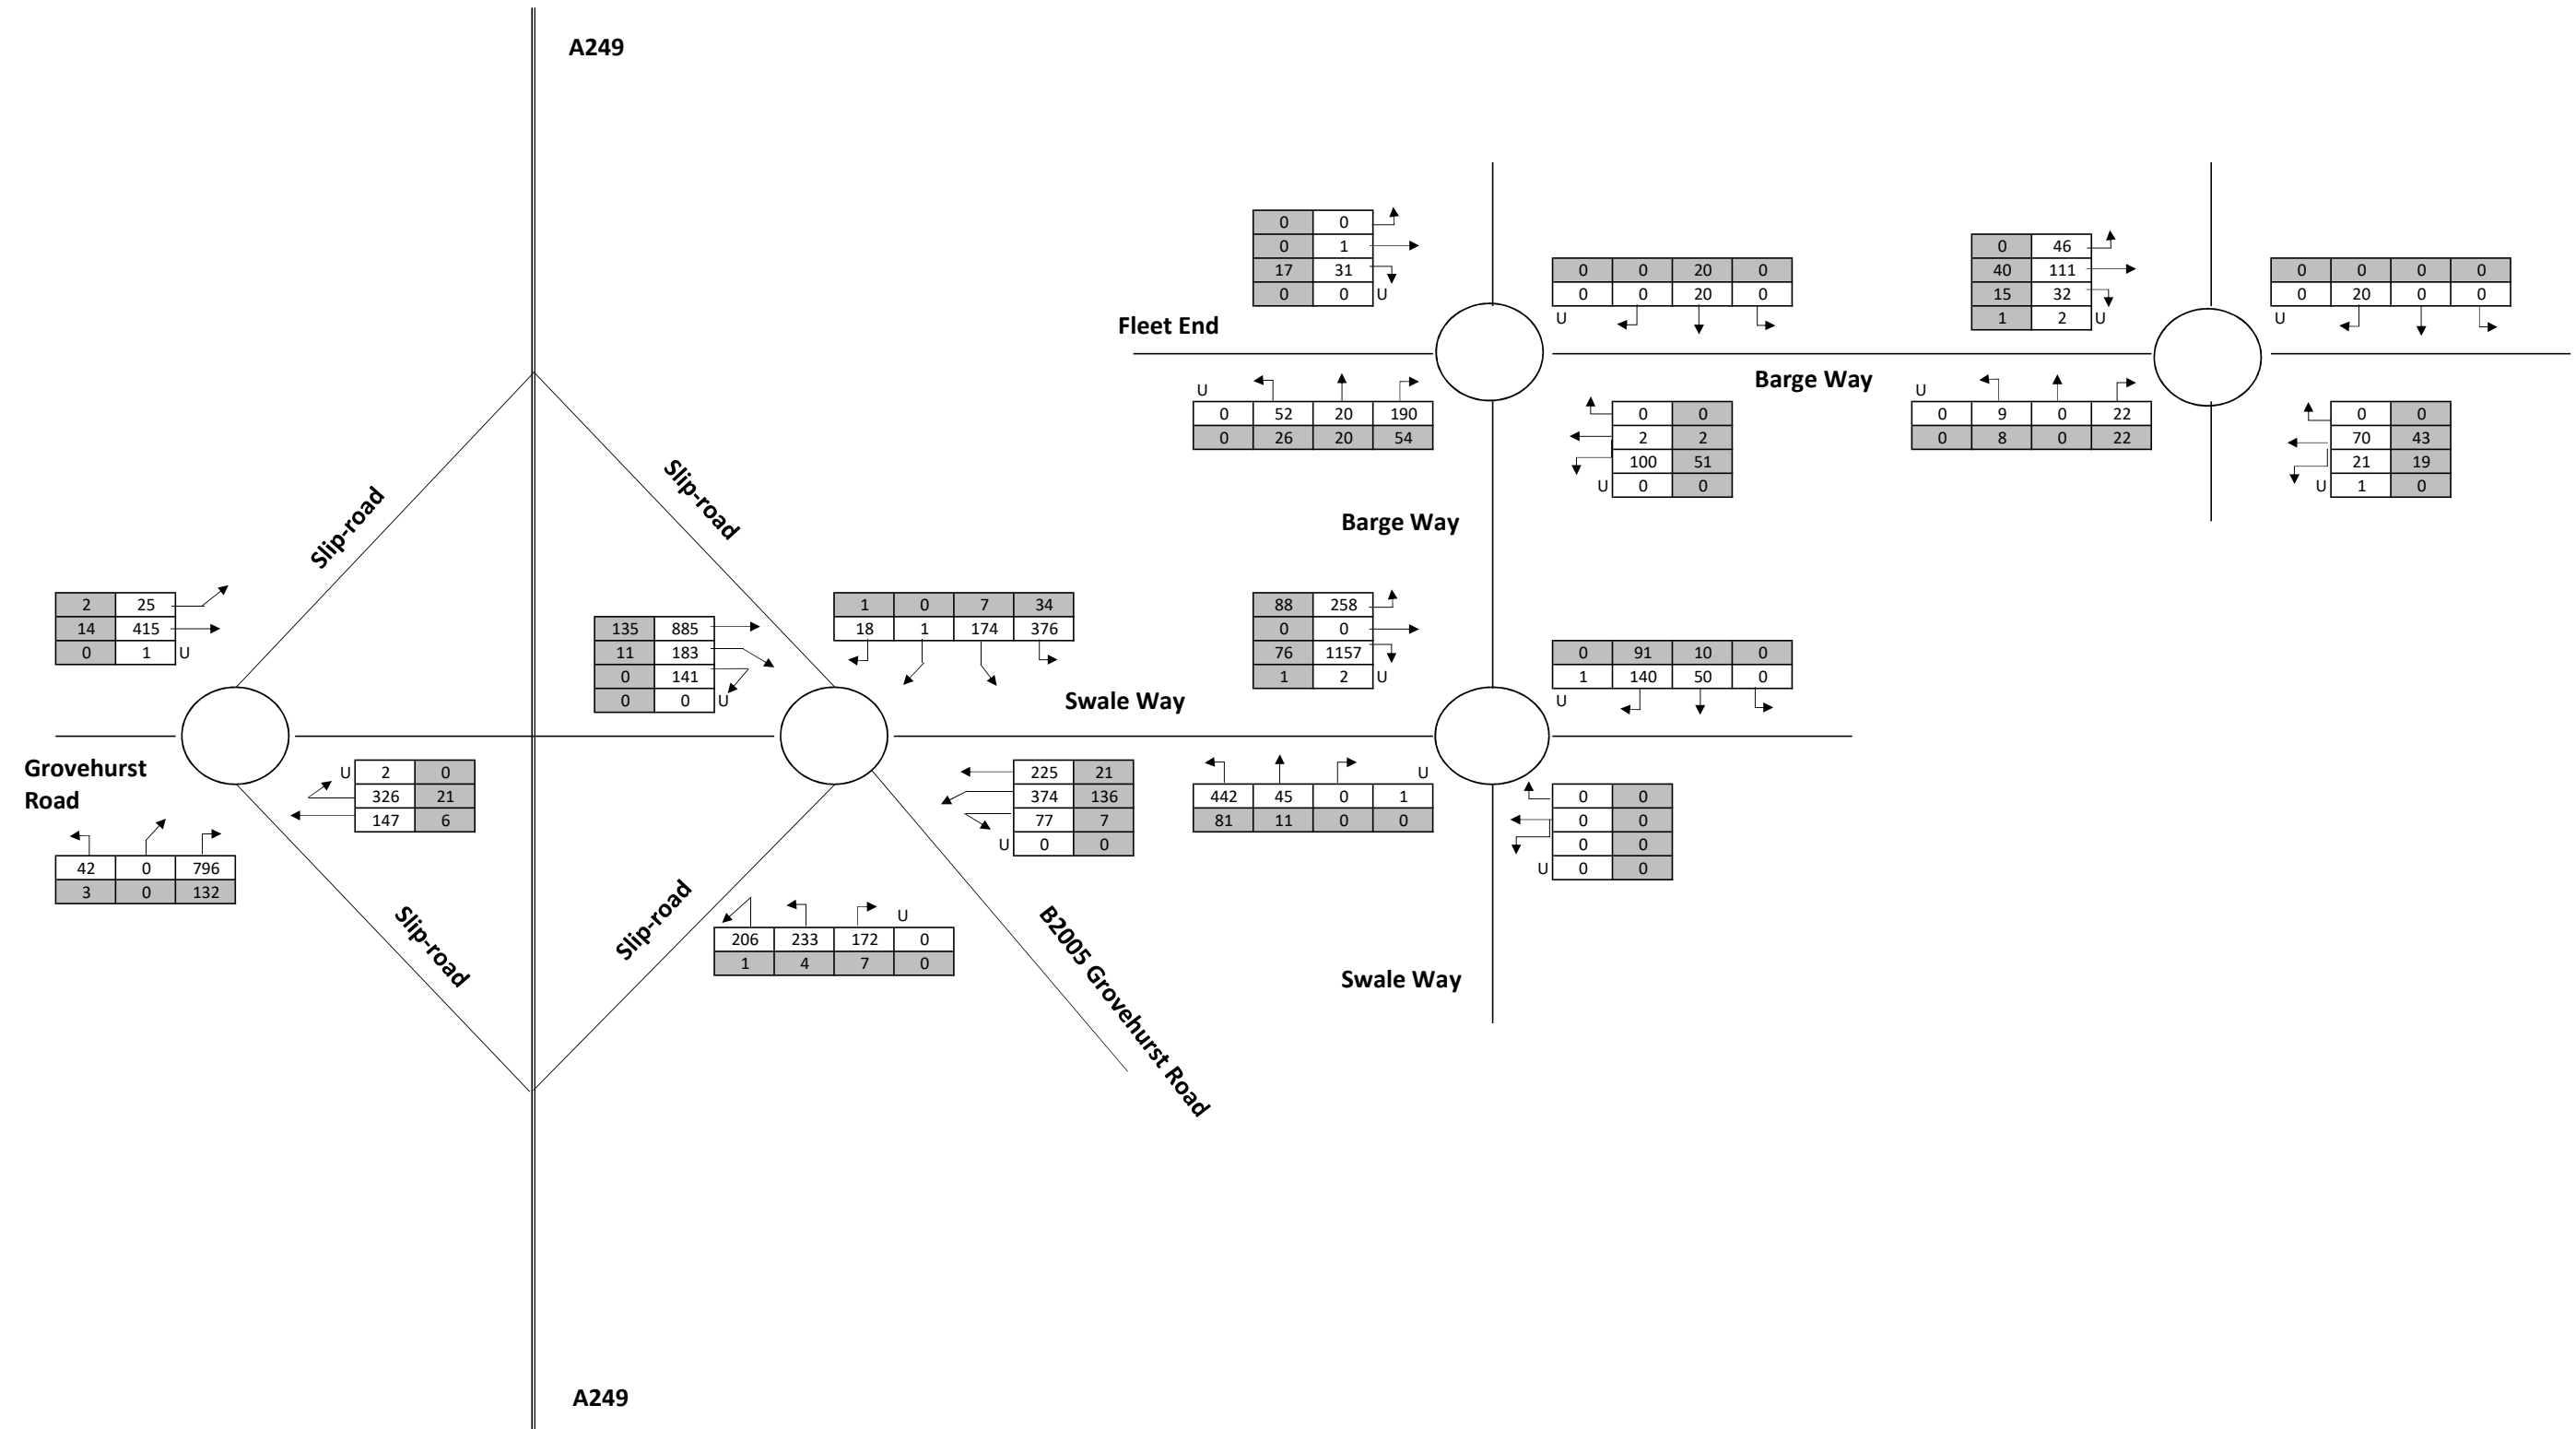 A249
0 0
0 1
17 31
0 0 U
0 0 20 0
0 0 20 0
U
0 46
40 111
15 32
1 2 U
0 0 0 0
0 20 0 0
U
Fleet End
Barge Way
U
0 52 20 190
0 26 20 54
0 0
2 2
100 51
U 0 0
U
0 9 0 22
0 8 0 22
0 0
70 43
21 19
U 1 0
Slip-road
Slip-road
Barge Way
2 25
14 415
0 1 U
135 885
11 183
0 141
0 0 U
1 0 7 34
18 1 174 376
Swale Way
88 258
0 0
76 1157
1 2 U
0 91 10 0
1 140 50 0
U
Grovehurst
Road
U 2 0
326 21
147 6
42 0 796
3 0 132
225 21
374 136
77 7
U 0 0
U
442 45 0 1
81 11 0 0
0 0
0 0
0 0
U 0 0
Slip-road
Slip-road
U
206 233 172 0
1 4 7 0
B2005 Grovehurst Road
Swale Way
A249